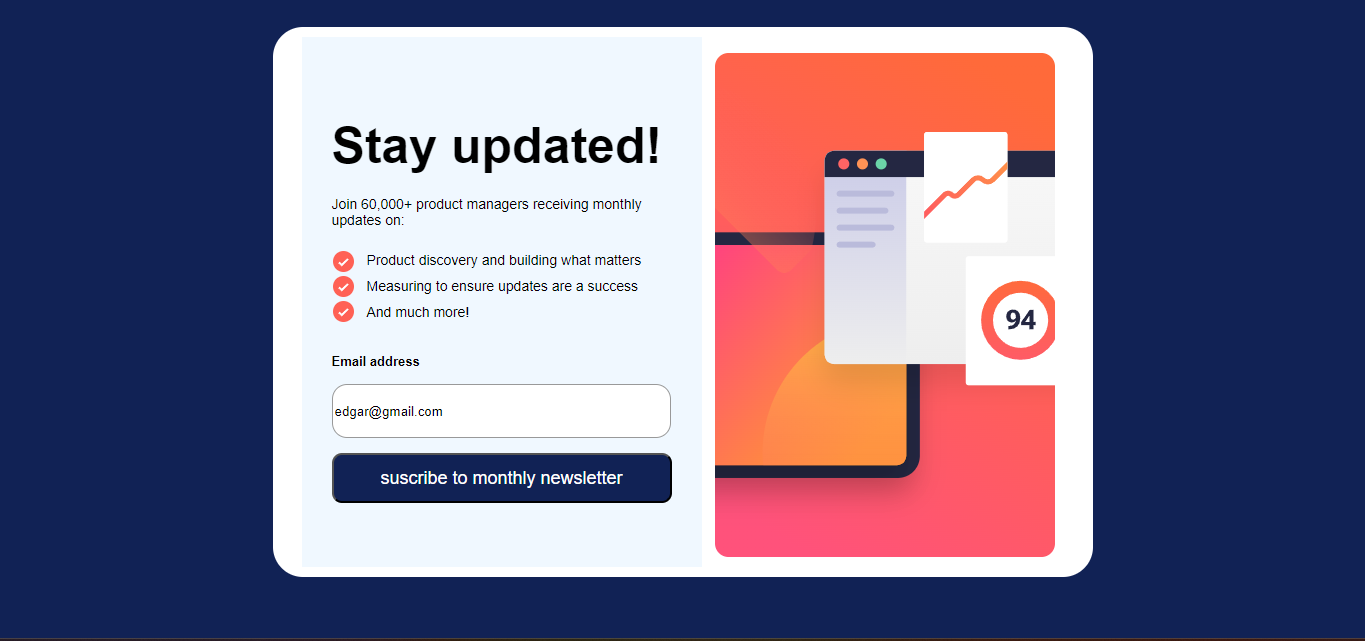 Stay updated!
Join 60,000+ product managers receiving monthly
updates on:
Product discovery and building what matters
Measuring to ensure updates are a success
And much more!
Email address
edgar@gmail.com
suscribe to monthly newsletter
94